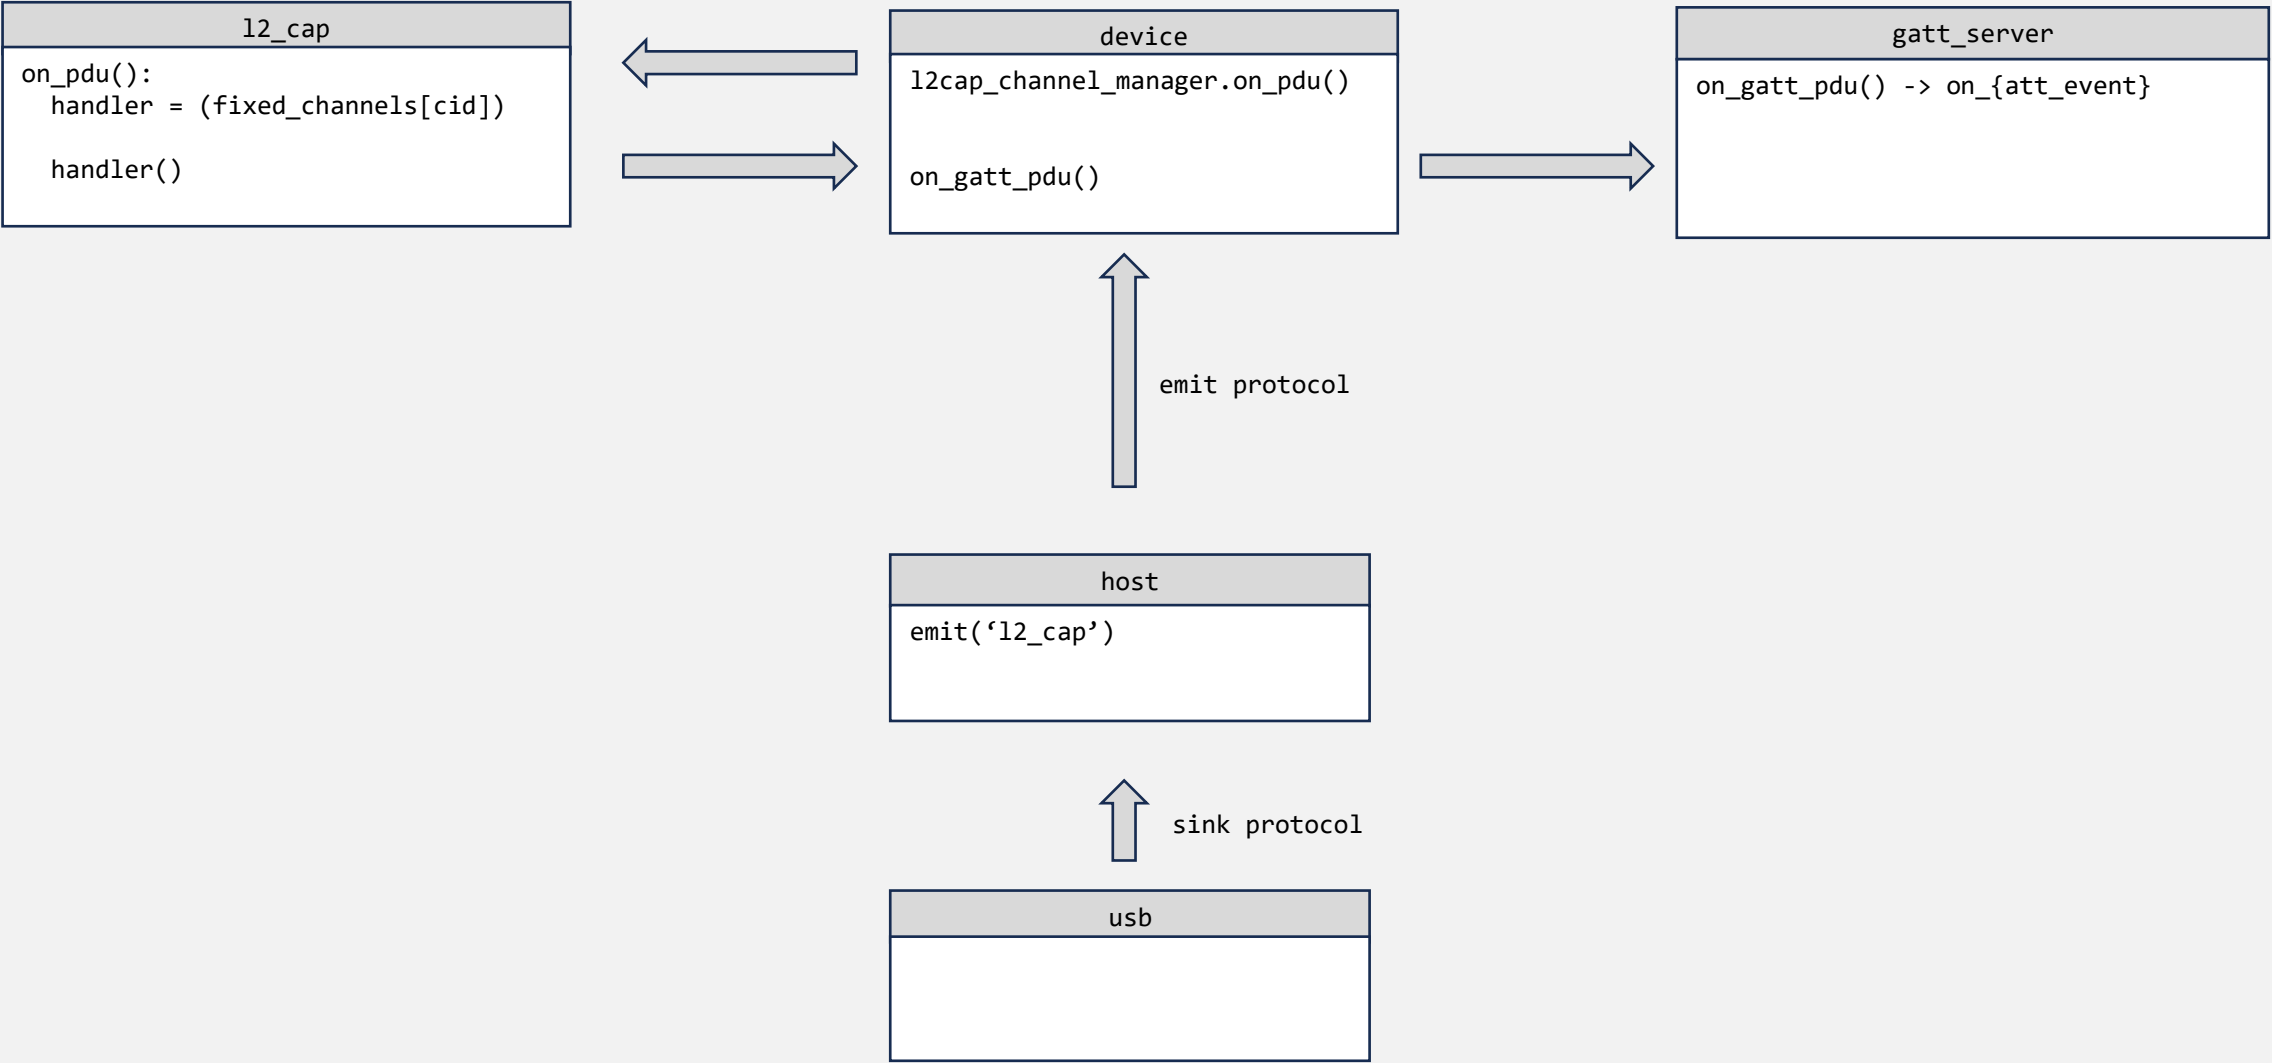 l2_cap
on_pdu():
handler = (fixed_channels[cid])
handler()
device
l2cap_channel_manager.on_pdu()
on_gatt_pdu()
gatt_server
on_gatt_pdu() -> on_{att_event}
emit protocol
host
emit(‘l2_cap’)
sink protocol
usb